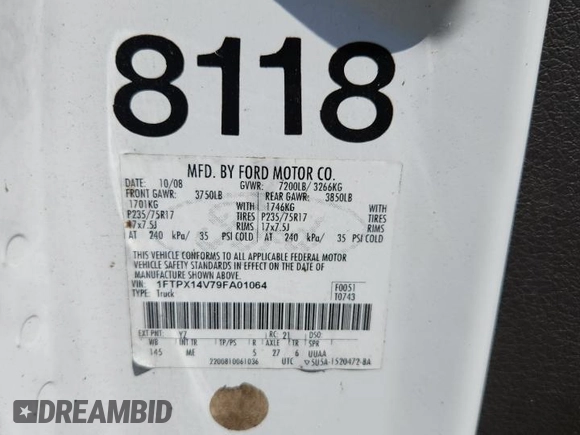 8118
MFD. BY FORD MOTOR CO.
DATE: 10/08 GVWR: 7200LB/ 3266KG
FRONT GAWR: 3750LB REAR GAWR: 3850LB
1701KG WITH 1746KG WITH
P235/75R17 TIRES P235/75R17 TIRES
17x7.5J RIMS 17x7.5J RIMS
AT 240 kPa/ 35 PSI COLD AT 240 kPa/ 35 PSI COLD
THIS VEHICLE CONFORMS TO ALL APPLICABLE FEDERAL MOTOR
VEHICLE SAFETY STANDARDS IN EFFECT ON THE DATE OF
MANUFACTURE SHOWN ABOVE.
VIN: 1FTPX14V79FA01064 F0051
TYPE: Truck T0743
EXT PNT: YZ RC: 21 DSO
WB INT TR TP/PS R AXLE TR SPR
145 ME 5 27 6 UUAA
2200810061036 UTC 5U5A-1520472-BA
DREAMBID